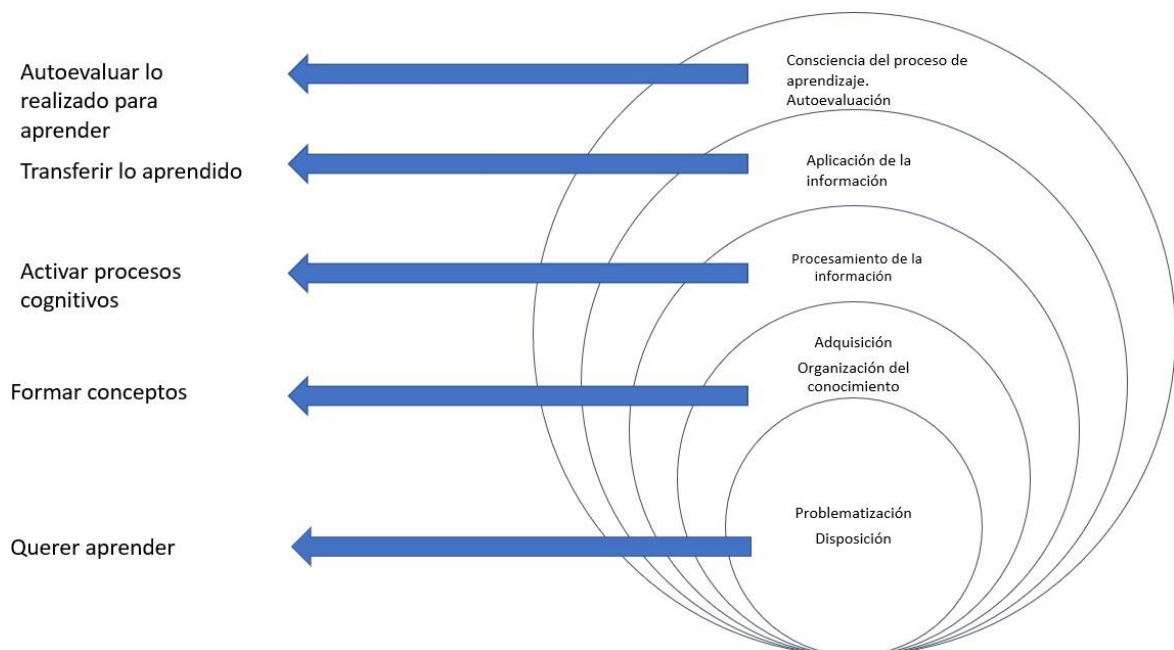 Autoevaluar lo
realizado para
aprender
Consciencia del proceso de
aprendizaje.
Autoevaluación
Transferir lo aprendido
Aplicación de la
información
Activar procesos
cognitivos
Procesamiento de la
información
Formar conceptos
Adquisición
Organización del
conocimiento
Querer aprender
Problematización
Disposición